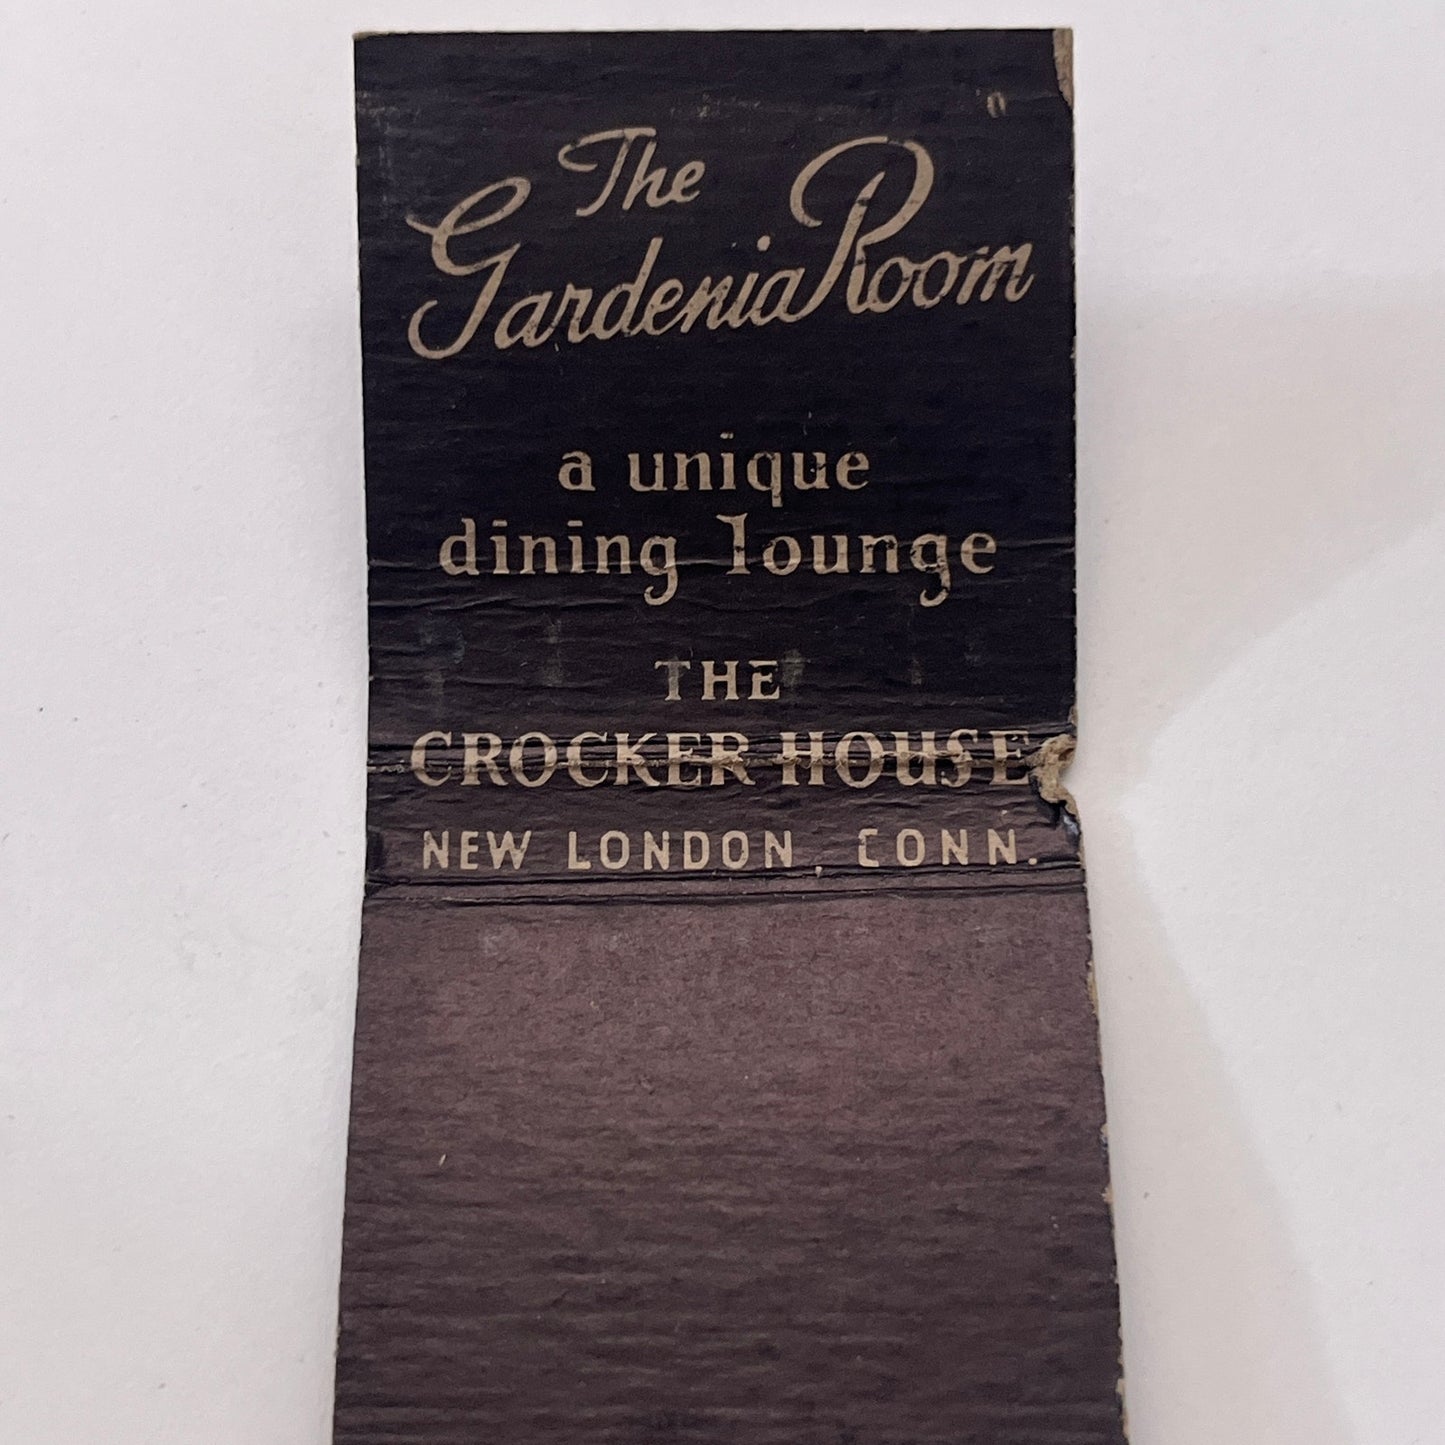 The
Gardenia Room
a unique
dining lounge
THE
CROCKER HOUSE
NEW LONDON, CONN.